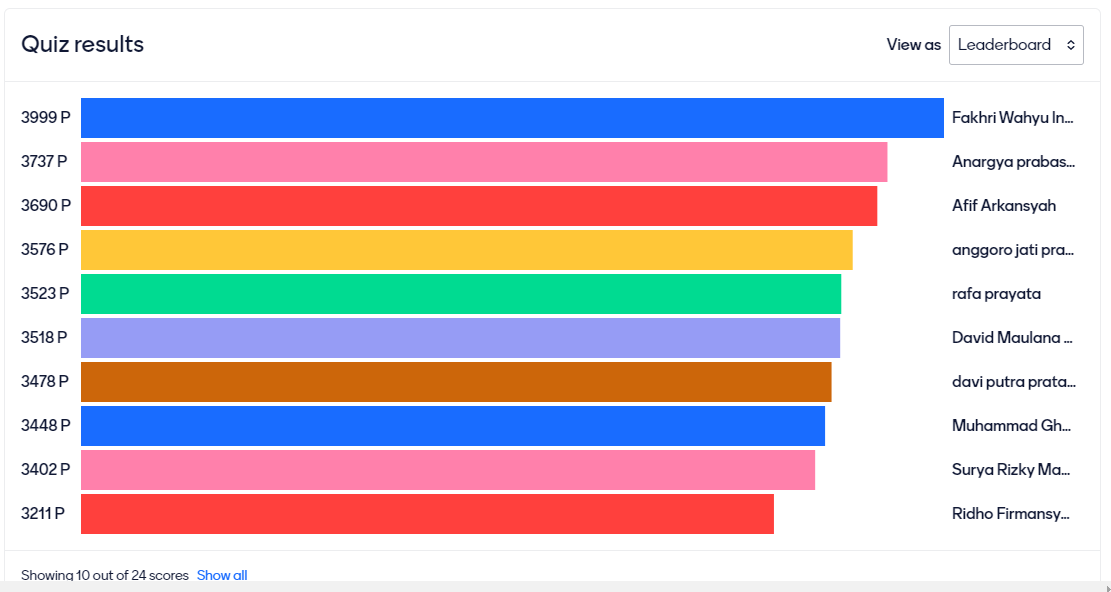 Quiz results
View as Leaderboard
3999 P Fakhri Wahyu In...
3737 P Anargya prabas...
3690 P Afif Arkansyah
3576 P anggoro jati pra...
3523 P rafa prayata
3518 P David Maulana ...
3478 P davi putra prata...
3448 P Muhammad Gh...
3402 P Surya Rizky Ma...
3211 P Ridho Firmansy...
Showing 10 out of 24 scores Show all